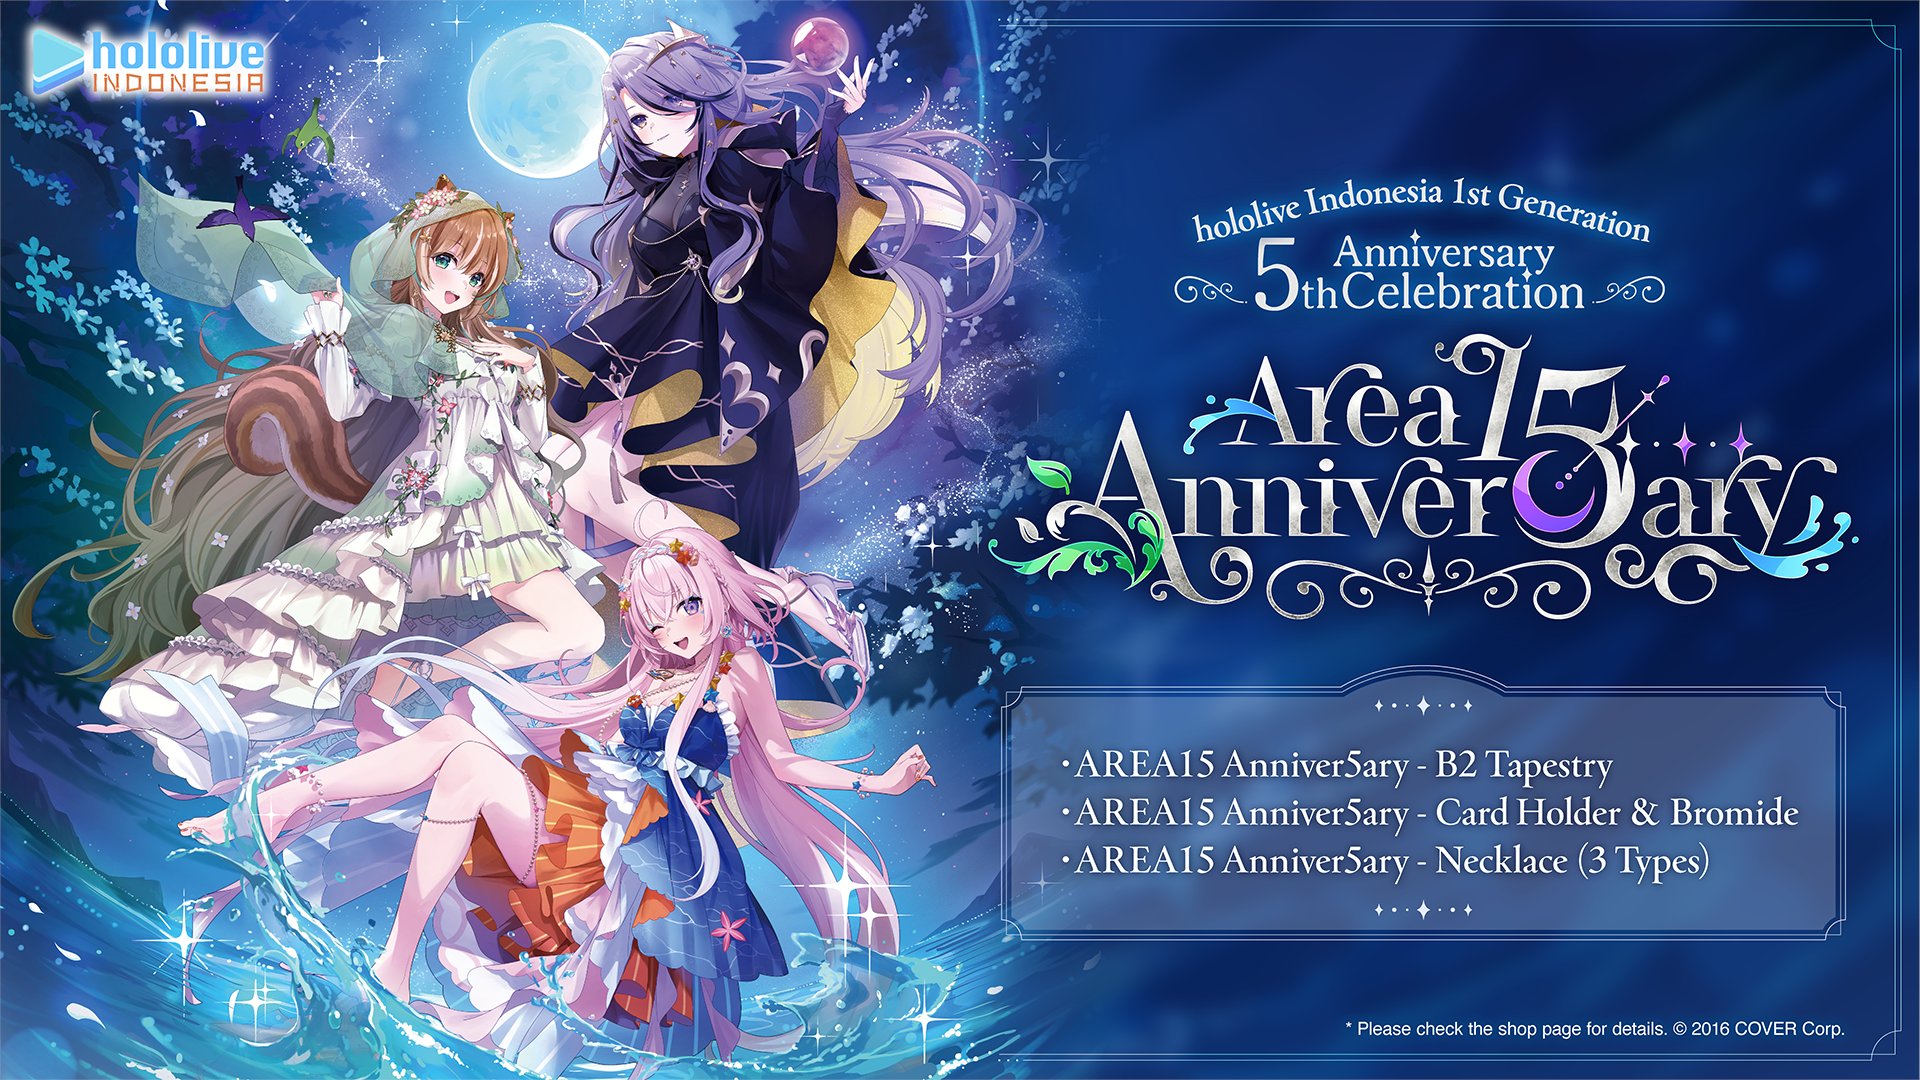 hololive
INDONESIA
hololive Indonesia 1st Generation
5th Anniversary
Celebration
Area15
Anniver5ary
・AREA15 Anniver5ary - B2 Tapestry
・AREA15 Anniver5ary - Card Holder & Bromide
・AREA15 Anniver5ary - Necklace (3 Types)
* Please check the shop page for details. © 2016 COVER Corp.